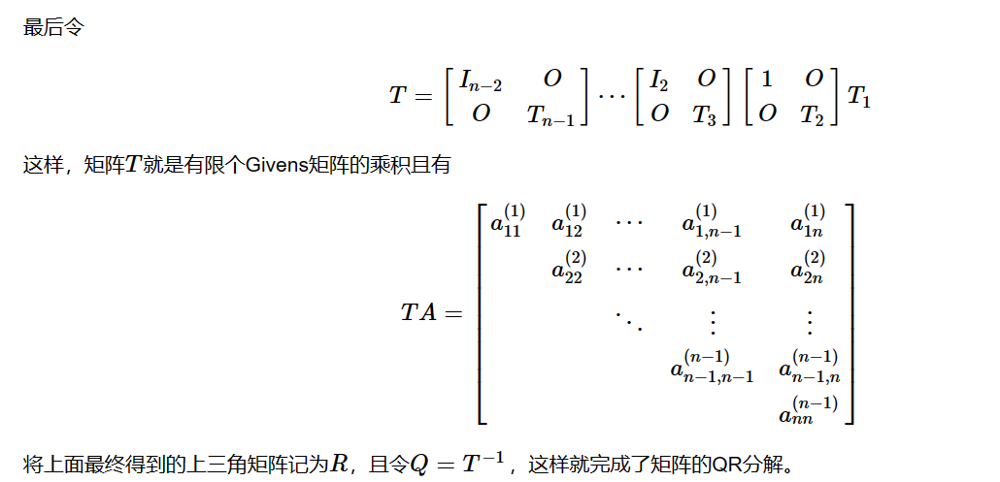 最后令
$$T = \begin{bmatrix} I_{n-2} & O \\ O & T_{n-1} \end{bmatrix} \cdots \begin{bmatrix} I_2 & O \\ O & T_3 \end{bmatrix} \begin{bmatrix} 1 & O \\ O & T_2 \end{bmatrix} T_1$$
这样，矩阵$T$就是有限个Givens矩阵的乘积且有
$$TA = \begin{bmatrix} a_{11}^{(1)} & a_{12}^{(1)} & \cdots & a_{1,n-1}^{(1)} & a_{1n}^{(1)} \\ & a_{22}^{(2)} & \cdots & a_{2,n-1}^{(2)} & a_{2n}^{(2)} \\ & & \ddots & \vdots & \vdots \\ & & & a_{n-1,n-1}^{(n-1)} & a_{n-1,n}^{(n-1)} \\ & & & & a_{nn}^{(n-1)} \end{bmatrix}$$
将上面最终得到的上三角矩阵记为$R$，且令$Q = T^{-1}$，这样就完成了矩阵的QR分解。